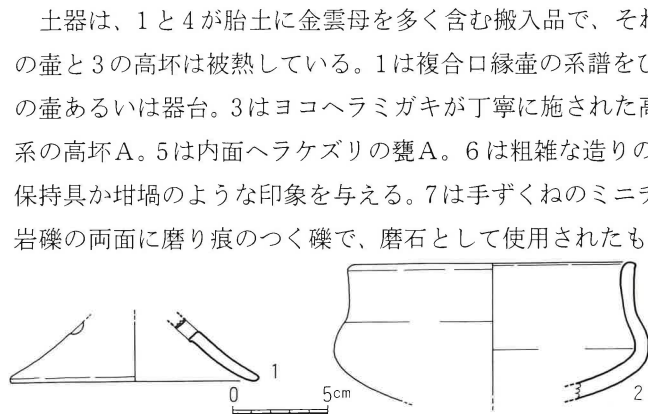 土器は、1と4が胎土に金雲母を多く含む搬入品で、それ
の壷と3の高坏は被熱している。1は複合口縁壷の系譜をひ
の壷あるいは器台。3はヨコヘラミガキが丁寧に施された高
系の高坏A。5は内面ヘラケズリの甕A。6は粗雑な造りの
保持具か坩堝のような印象を与える。7は手ずくねのミニチ
岩礫の両面に磨り痕のつく礫で、磨石として使用されたも
1
0 5cm
2